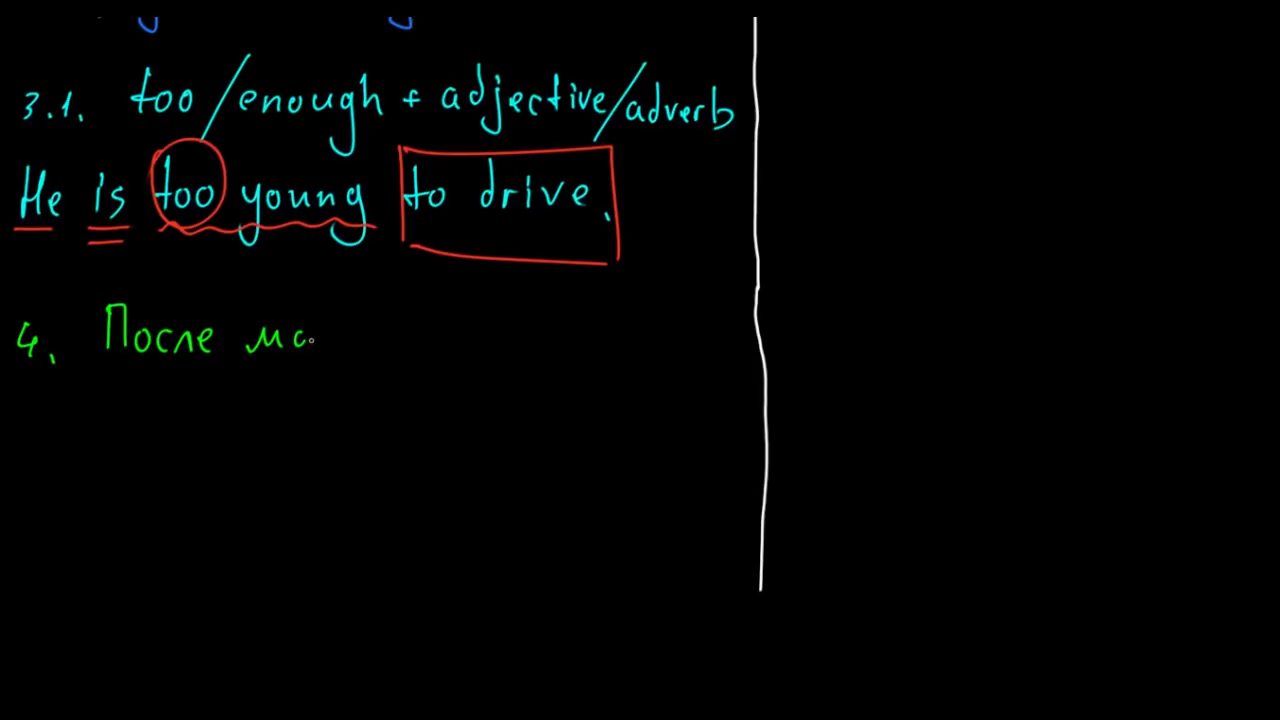 3.1. too/enough + adjective/adverb
He is too young to drive.
4. После мо